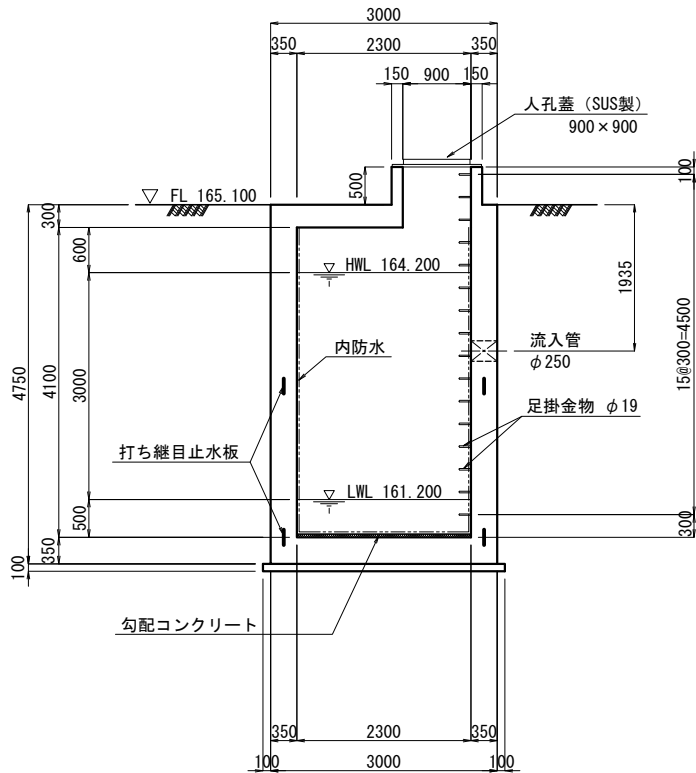 3000
350 2300 350
150 900 150
人孔蓋（SUS製）
900×900
500
100
FL 165.100
300
600
HWL 164.200
1935
内防水
流入管
φ250
15@300=4500
4750
4100
3000
足掛金物 φ19
打ち継目止水板
LWL 161.200
500
300
350
100
勾配コンクリート
350 2300 350
100 3000 100